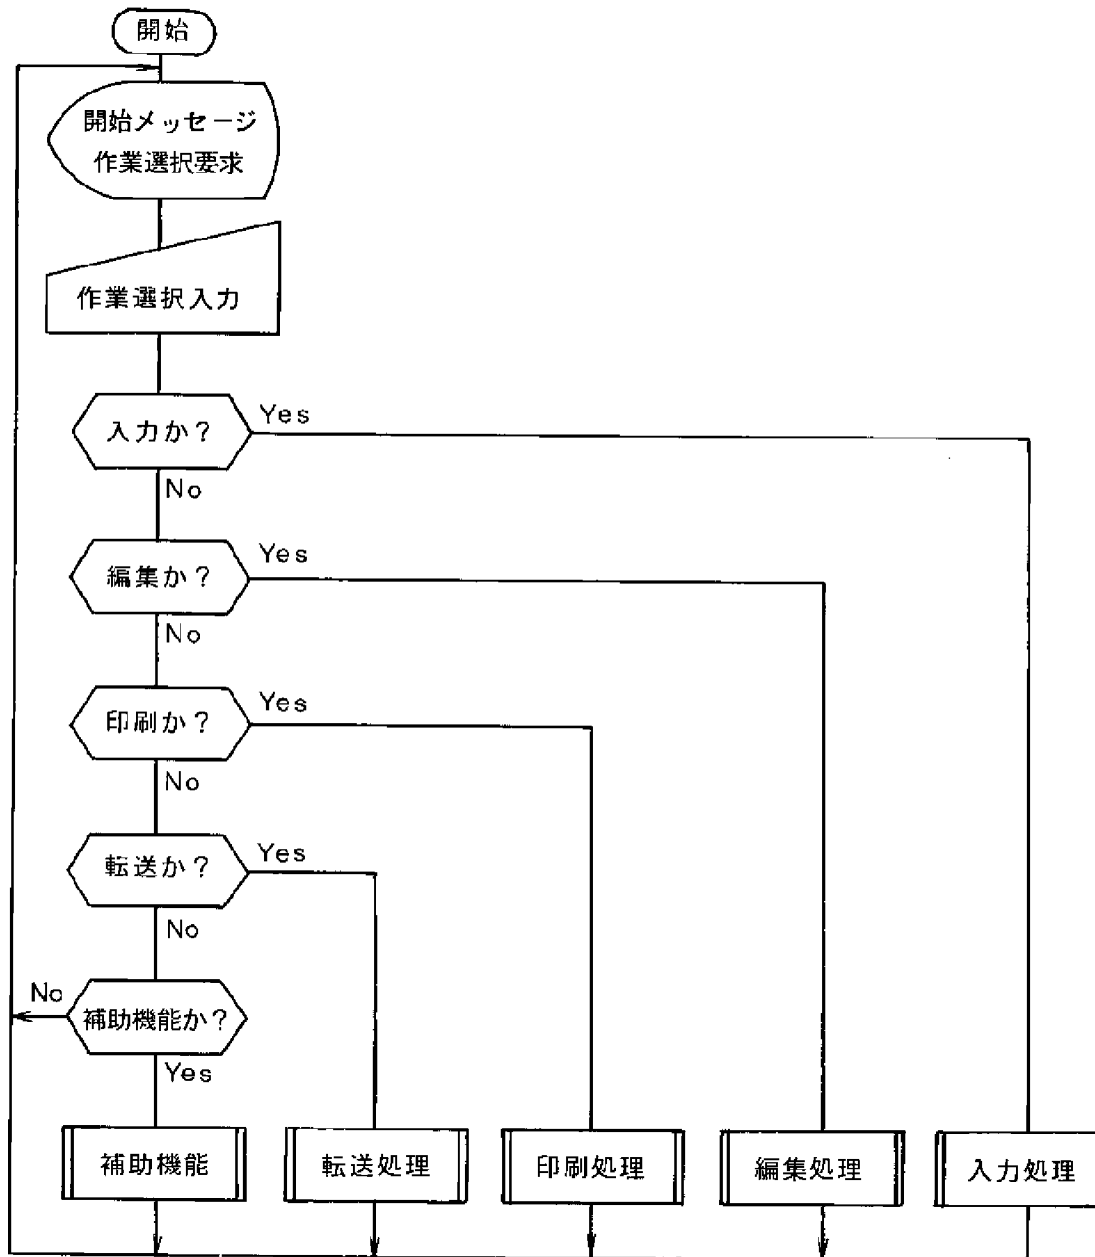 開始
開始メッセージ
作業選択要求
作業選択入力
入力か?
Yes
No
編集か?
Yes
No
印刷か?
Yes
No
転送か?
Yes
No
補助機能か?
No
Yes
補助機能
転送処理
印刷処理
編集処理
入力処理